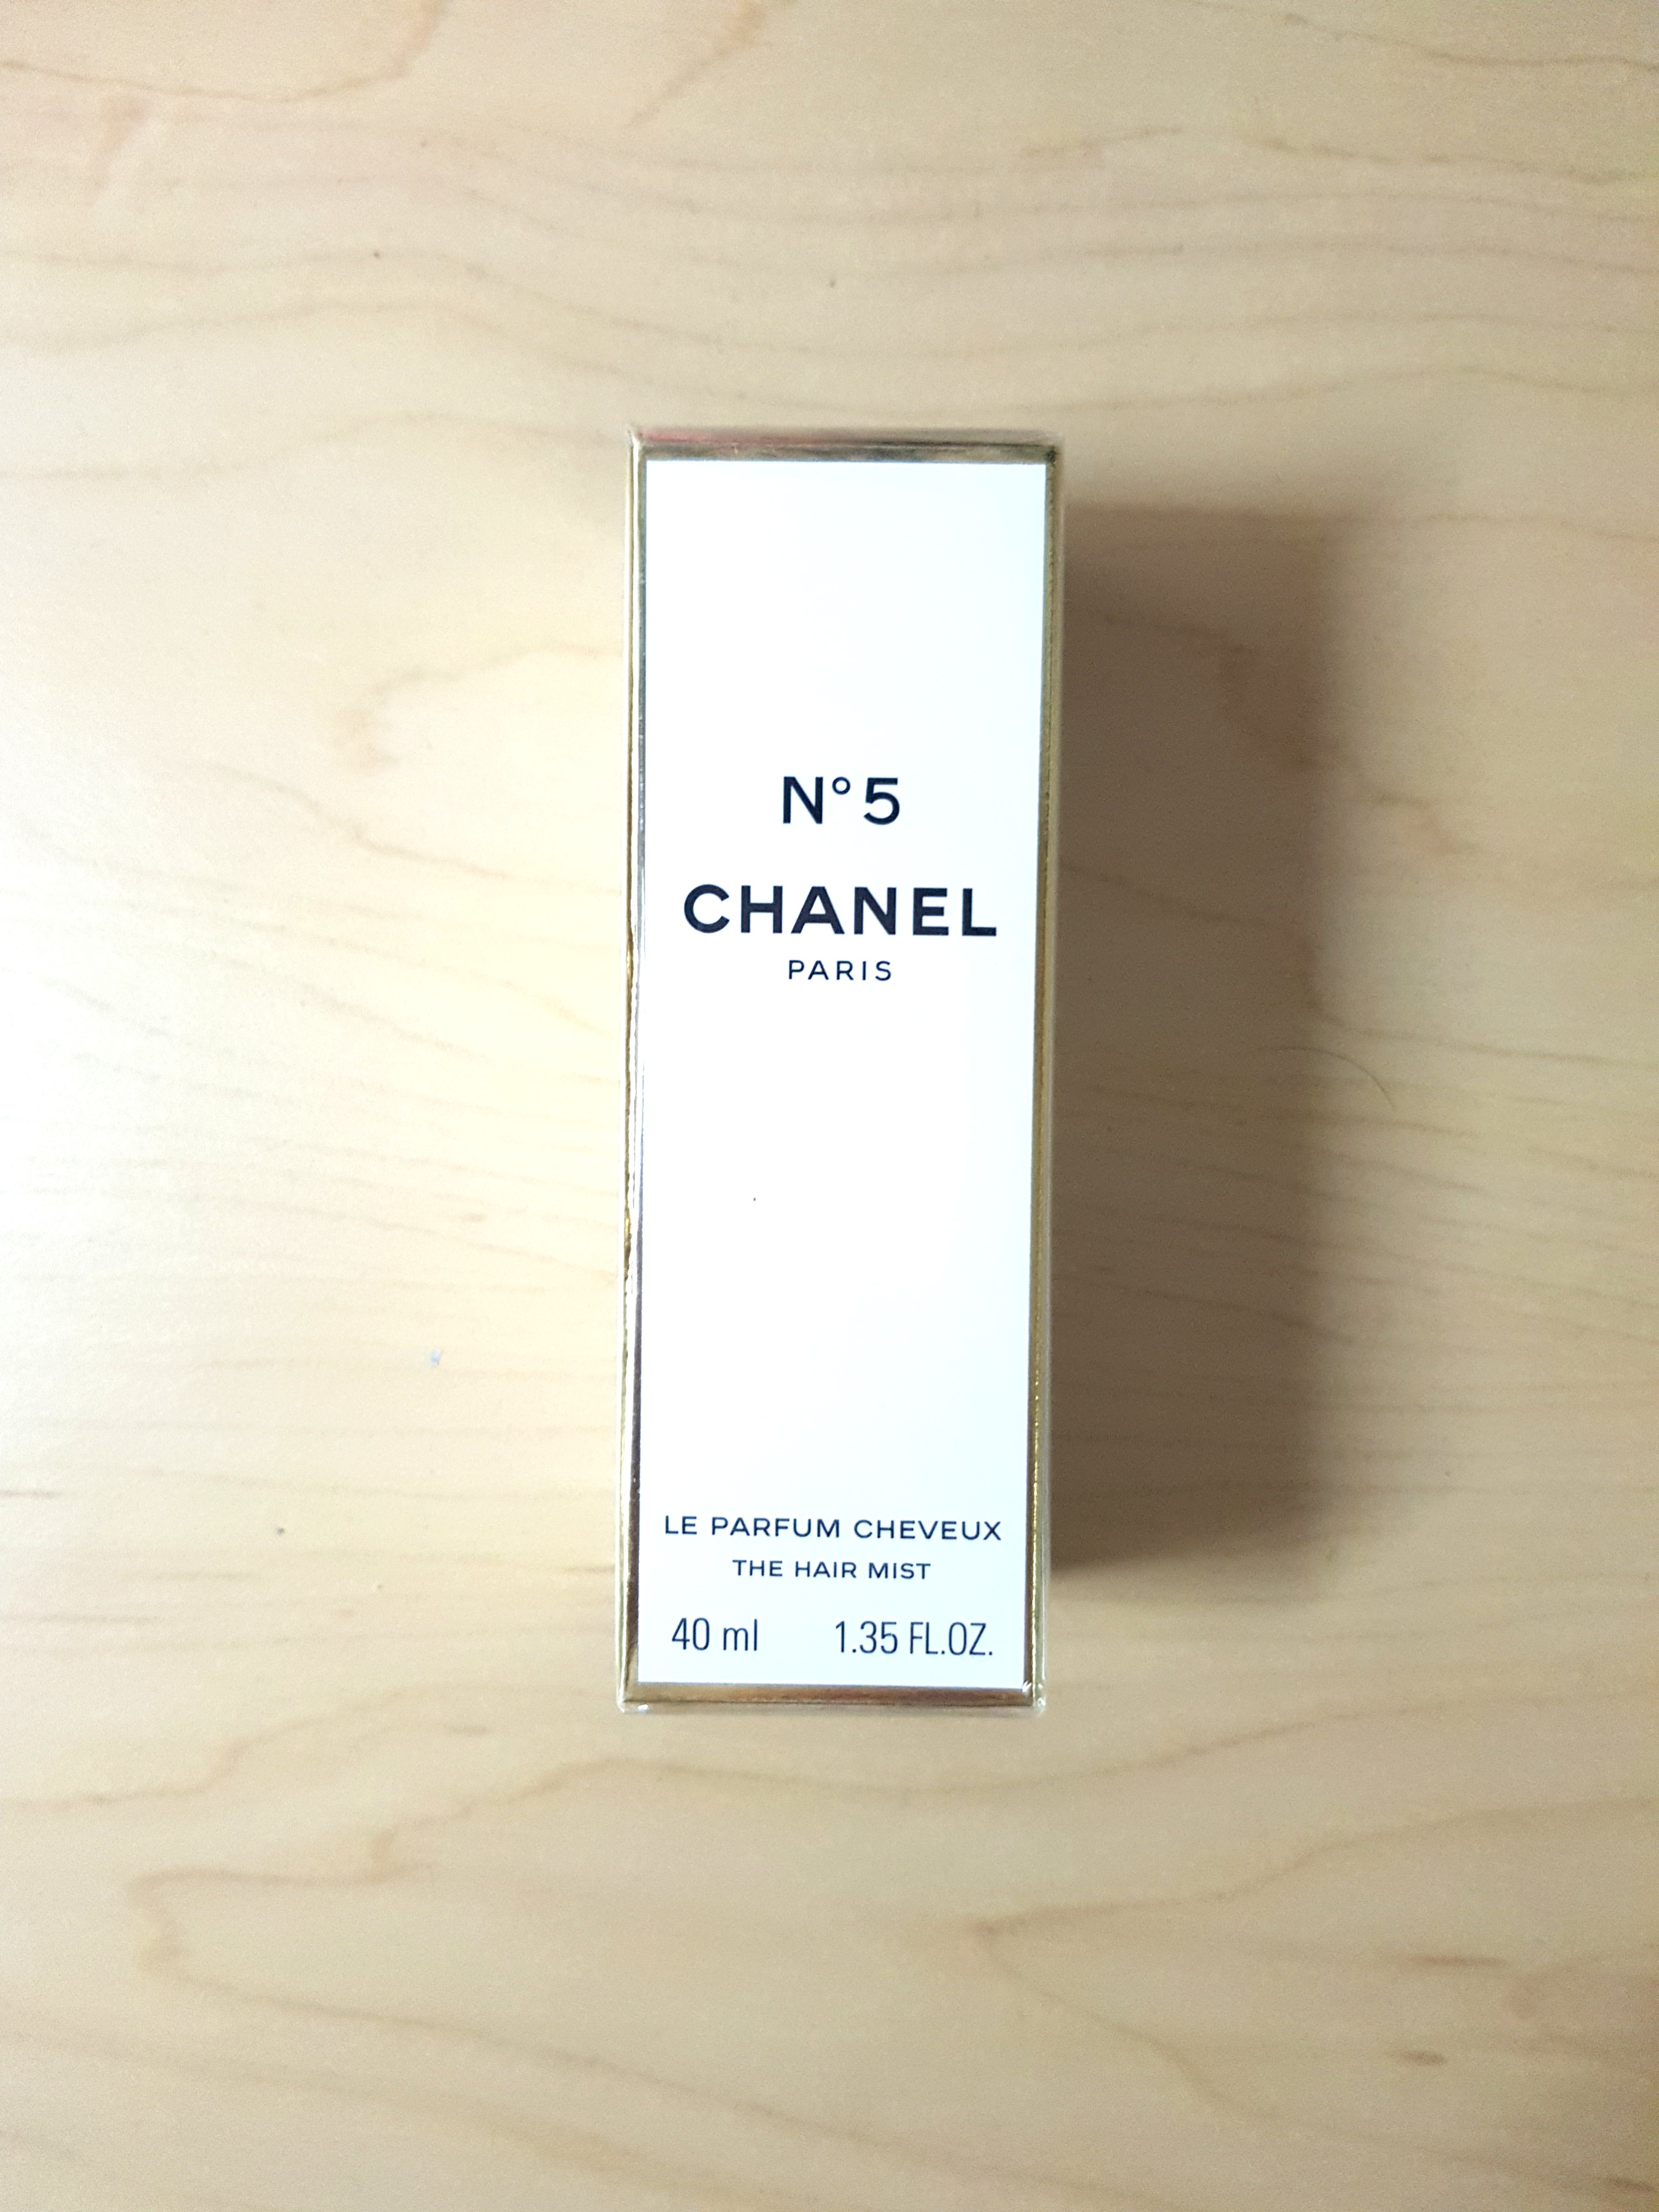 N°5
CHANEL
PARIS
LE PARFUM CHEVEUX
THE HAIR MIST
40 ml 1.35 FL.OZ.